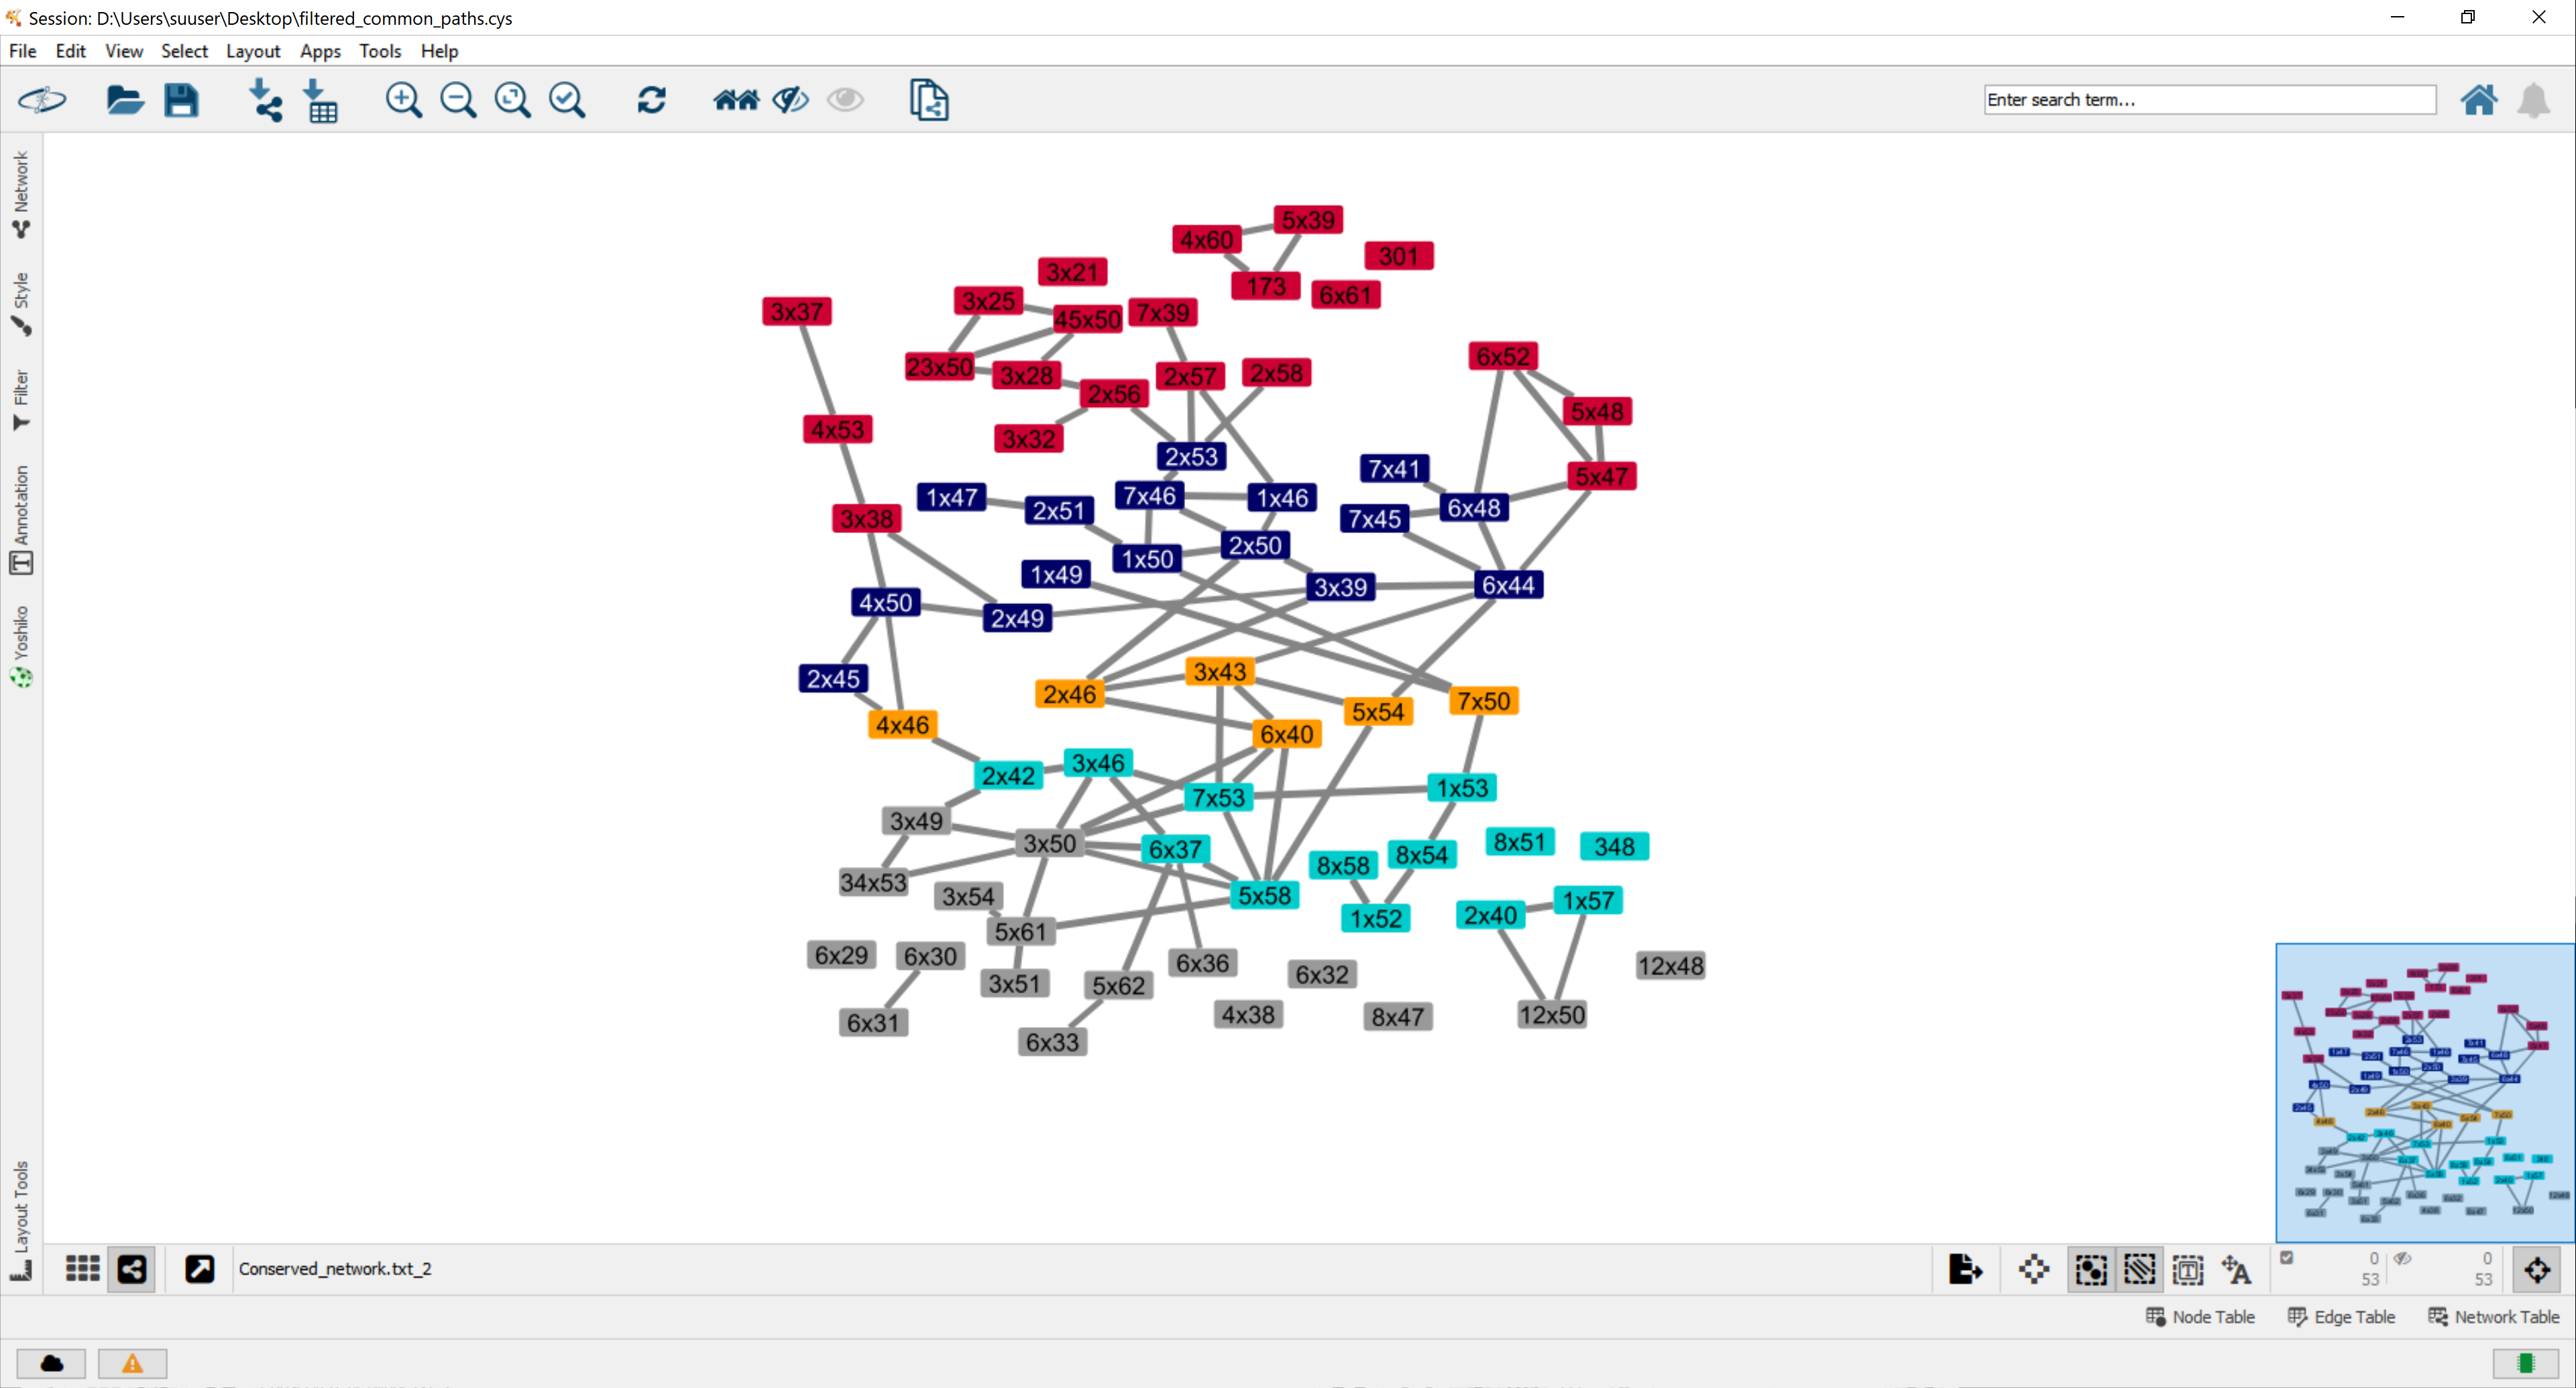 Session: D:\Users\suuser\Desktop\filtered_common_paths.cys
File Edit View Select Layout Apps Tools Help
Enter search term...
Network
Style
Filter
Annotation
Yoshiko
Layout Tools
5x39
4x60
301
3x21
173
6x61
3x25
3x37
45x50
7x39
6x52
23x50
3x28
2x57
2x58
2x56
5x48
4x53
3x32
2x53
7x41
5x47
1x47
7x46
1x46
2x51
6x48
3x38
7x45
1x50
2x50
1x49
3x39
6x44
4x50
2x49
2x45
3x43
2x46
5x54
7x50
4x46
6x40
2x42
3x46
7x53
1x53
3x49
3x50
6x37
8x58
8x54
8x51
348
34x53
3x54
5x58
1x52
2x40
1x57
5x61
6x29
6x30
3x51
5x62
6x36
6x32
12x48
6x31
6x33
4x38
8x47
12x50
Conserved_network.txt_2
0
53
0
53
Node Table Edge Table Network Table